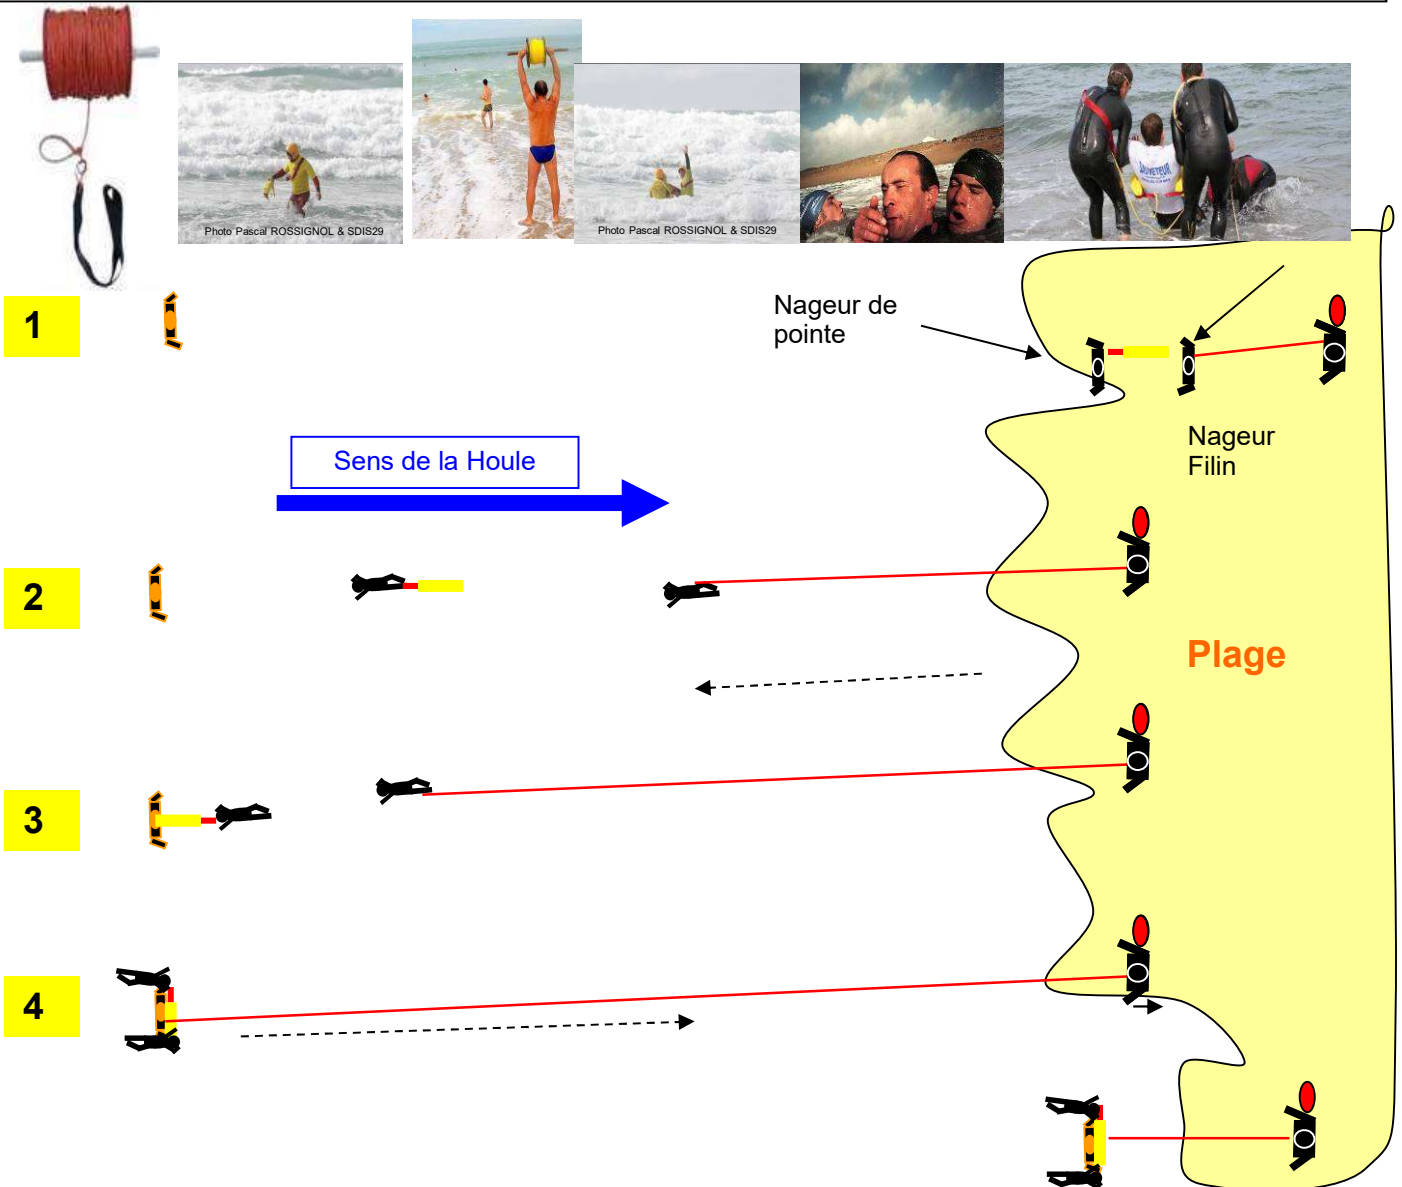 Photo Pascal ROSSIGNOL & SDIS29
Photo Pascal ROSSIGNOL & SDIS29
SAUVETEUR
1
Nageur de
pointe
Nageur
Filin
Sens de la Houle
2
Plage
3
4